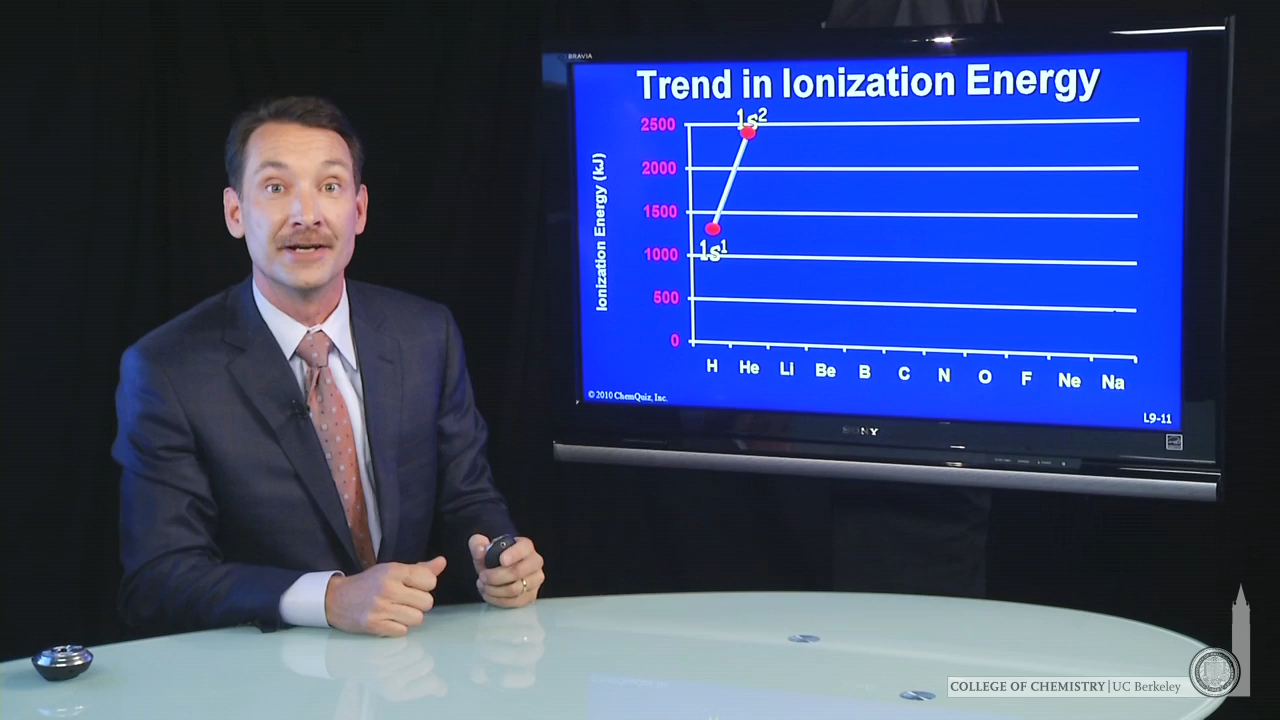 BRAVIA
Trend in Ionization Energy
Ionization Energy (kJ)
2500
2000
1500
1000
500
0
1s²
1s¹
H He Li Be B C N O F Ne Na
© 2010 ChemQuiz, Inc.
L9-11
SONY
COLLEGE OF CHEMISTRY | UC Berkeley